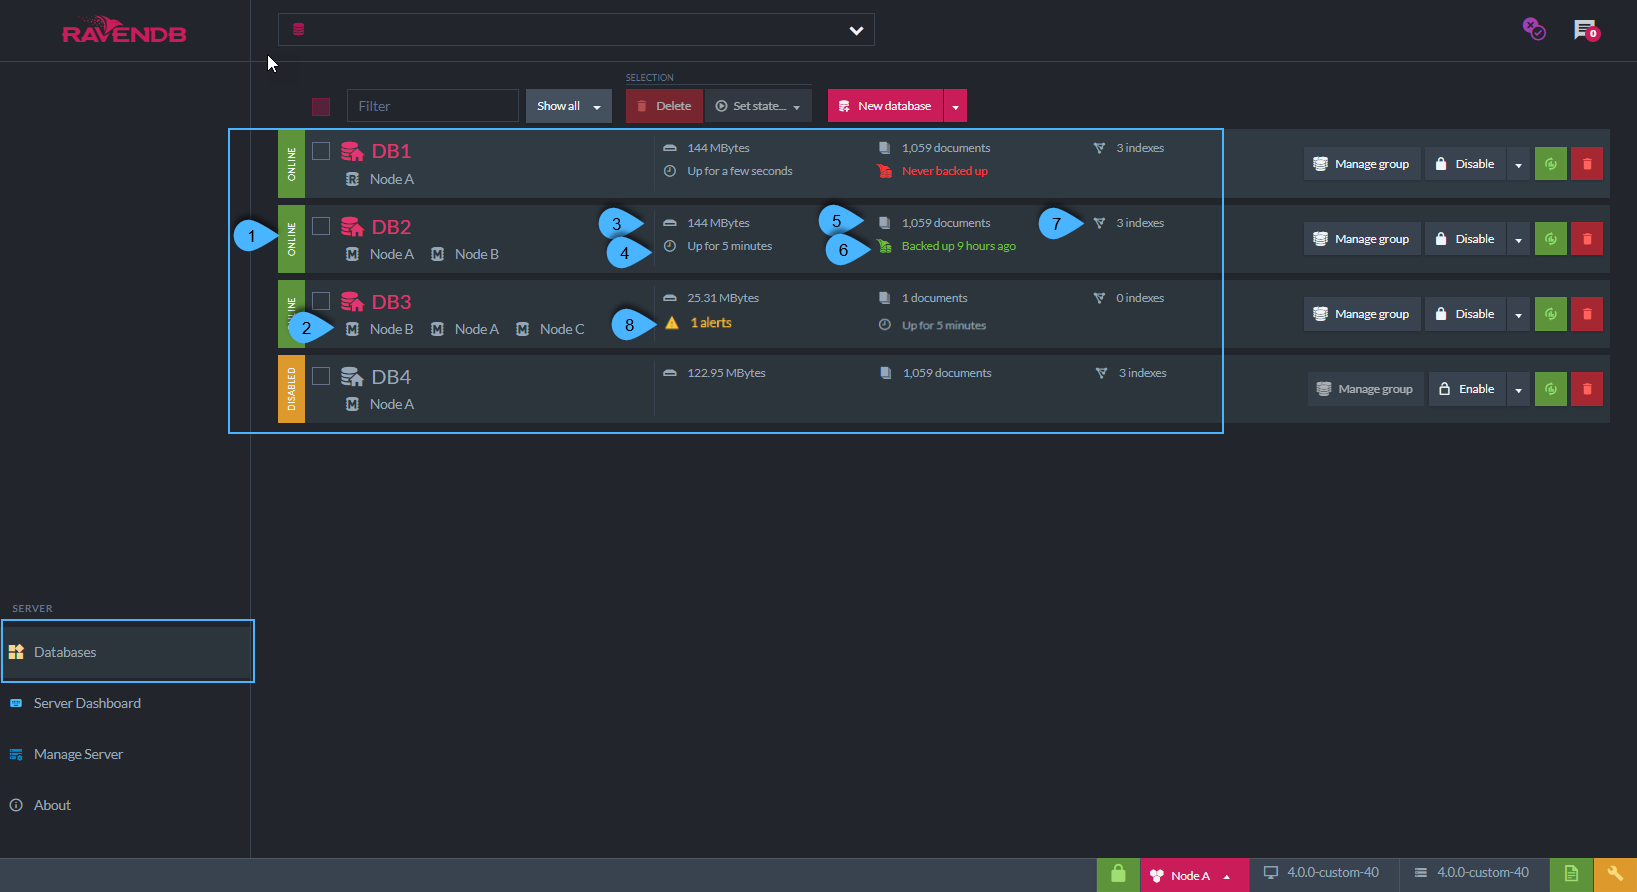 RAVENDB
0
SELECTION
Filter
Show all
Delete
Set state...
New database
ONLINE
DB1
Node A
144 MBytes
Up for a few seconds
1,059 documents
Never backed up
3 indexes
Manage group
Disable
1
ONLINE
DB2
Node A
Node B
3
144 MBytes
4
Up for 5 minutes
5
1,059 documents
6
Backed up 9 hours ago
7
3 indexes
Manage group
Disable
ONLINE
DB3
2
Node B
Node A
Node C
25.31 MBytes
8
1 alerts
1 documents
Up for 5 minutes
0 indexes
Manage group
Disable
DISABLED
DB4
Node A
122.95 MBytes
1,059 documents
3 indexes
Manage group
Enable
SERVER
Databases
Server Dashboard
Manage Server
About
Node A
4.0.0-custom-40
4.0.0-custom-40